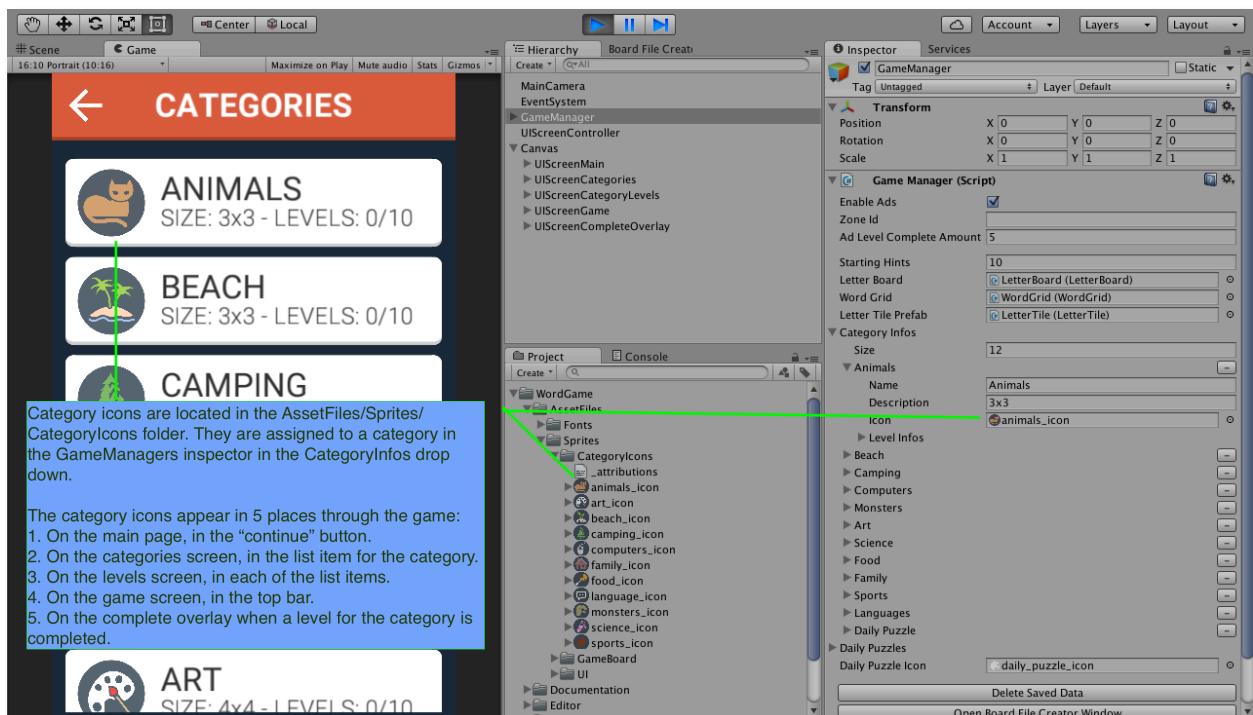 Center Local
Account Layers Layout
Scene Game
16:10 Portrait (10:16) Maximize on Play Mute audio Stats Gizmos
CATEGORIES
ANIMALS
SIZE: 3x3 - LEVELS: 0/10
BEACH
SIZE: 3x3 - LEVELS: 0/10
CAMPING
Category icons are located in the AssetFiles/Sprites/
CategoryIcons folder. They are assigned to a category in
the GameManagers inspector in the CategoryInfos drop
down.
The category icons appear in 5 places through the game:
1. On the main page, in the “continue” button.
2. On the categories screen, in the list item for the category.
3. On the levels screen, in each of the list items.
4. On the game screen, in the top bar.
5. On the complete overlay when a level for the category is
completed.
ART
SIZE: 4x4 - LEVELS: 0/10
Hierarchy Board File Creato
Create All
MainCamera
EventSystem
GameManager
UIScreenController
Canvas
UIScreenMain
UIScreenCategories
UIScreenCategoryLevels
UIScreenGame
UIScreenCompleteOverlay
Project Console
Create
WordGame
AssetFiles
Fonts
Sprites
CategoryIcons
_attributions
animals_icon
art_icon
beach_icon
camping_icon
computers_icon
family_icon
food_icon
language_icon
monsters_icon
science_icon
sports_icon
GameBoard
UI
Documentation
Editor
Inspector Services
GameManager Static
Tag Untagged Layer Default
Transform
Position X 0 Y 0 Z 0
Rotation X 0 Y 0 Z 0
Scale X 1 Y 1 Z 1
Game Manager (Script)
Enable Ads
Zone Id
Ad Level Complete Amount 5
Starting Hints 10
Letter Board LetterBoard (LetterBoard)
Word Grid WordGrid (WordGrid)
Letter Tile Prefab LetterTile (LetterTile)
Category Infos
Size 12
Animals
Name Animals
Description 3x3
Icon animals_icon
Level Infos
Beach
Camping
Computers
Monsters
Art
Science
Food
Family
Sports
Languages
Daily Puzzle
Daily Puzzles
Daily Puzzle Icon daily_puzzle_icon
Delete Saved Data
Open Board File Creator Window